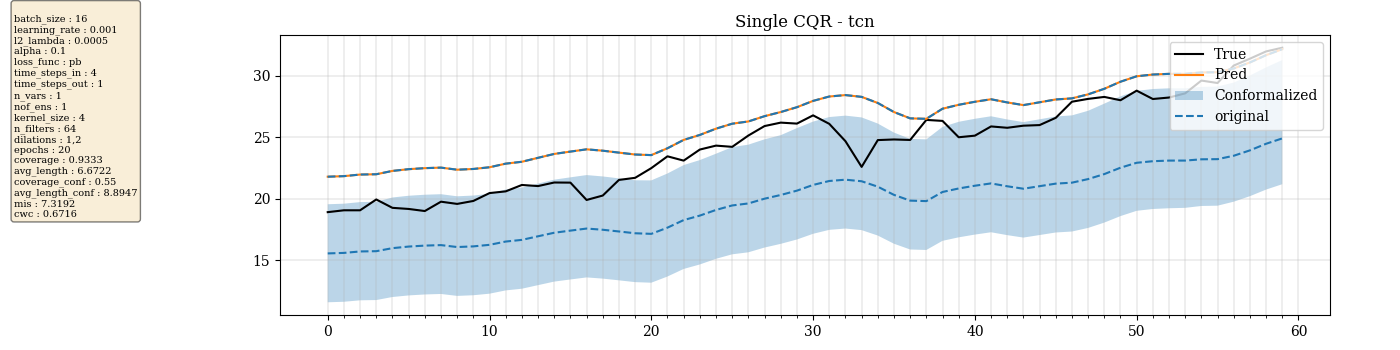 batch_size : 16
learning_rate : 0.001
l2_lambda : 0.0005
alpha : 0.1
loss_func : pb
time_steps_in : 4
time_steps_out : 1
n_vars : 1
nof_ens : 1
kernel_size : 4
n_filters : 64
dilations : 1,2
epochs : 20
coverage : 0.9333
avg_length : 6.6722
coverage_conf : 0.55
avg_length_conf : 8.8947
mis : 7.3192
cwc : 0.6716
Single CQR - tcn
30
25
20
15
0 10 20 30 40 50 60
True
Pred
Conformalized
original